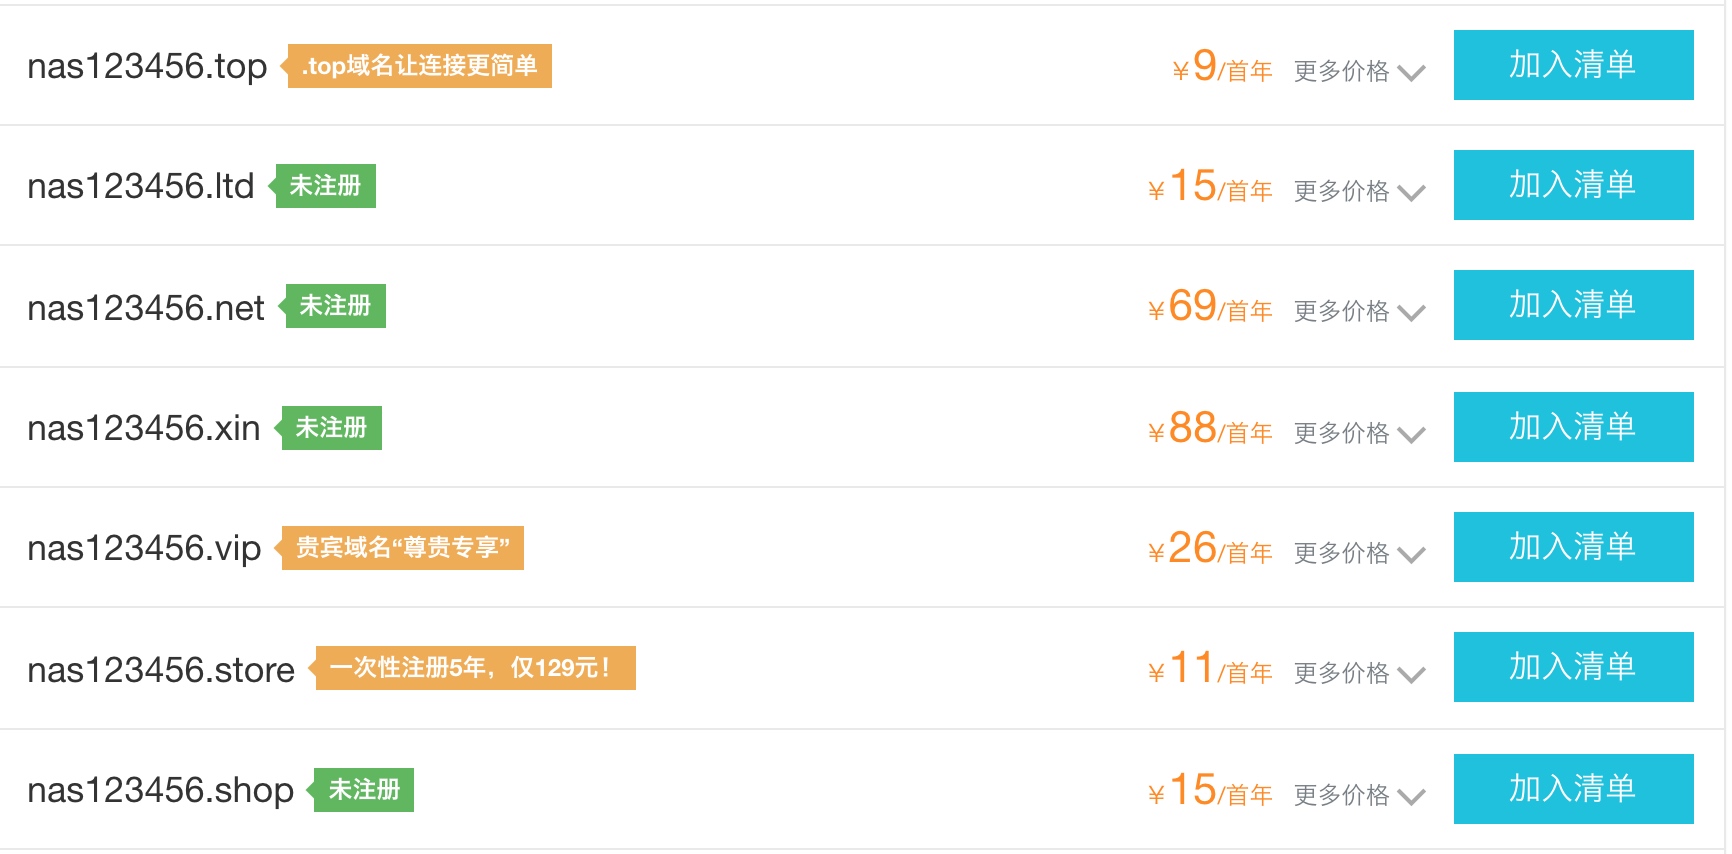 nas123456.top .top域名让连接更简单 ¥9/首年 更多价格 加入清单
nas123456.ltd 未注册 ¥15/首年 更多价格 加入清单
nas123456.net 未注册 ¥69/首年 更多价格 加入清单
nas123456.xin 未注册 ¥88/首年 更多价格 加入清单
nas123456.vip 贵宾域名“尊贵专享” ¥26/首年 更多价格 加入清单
nas123456.store 一次性注册5年，仅129元！ ¥11/首年 更多价格 加入清单
nas123456.shop 未注册 ¥15/首年 更多价格 加入清单